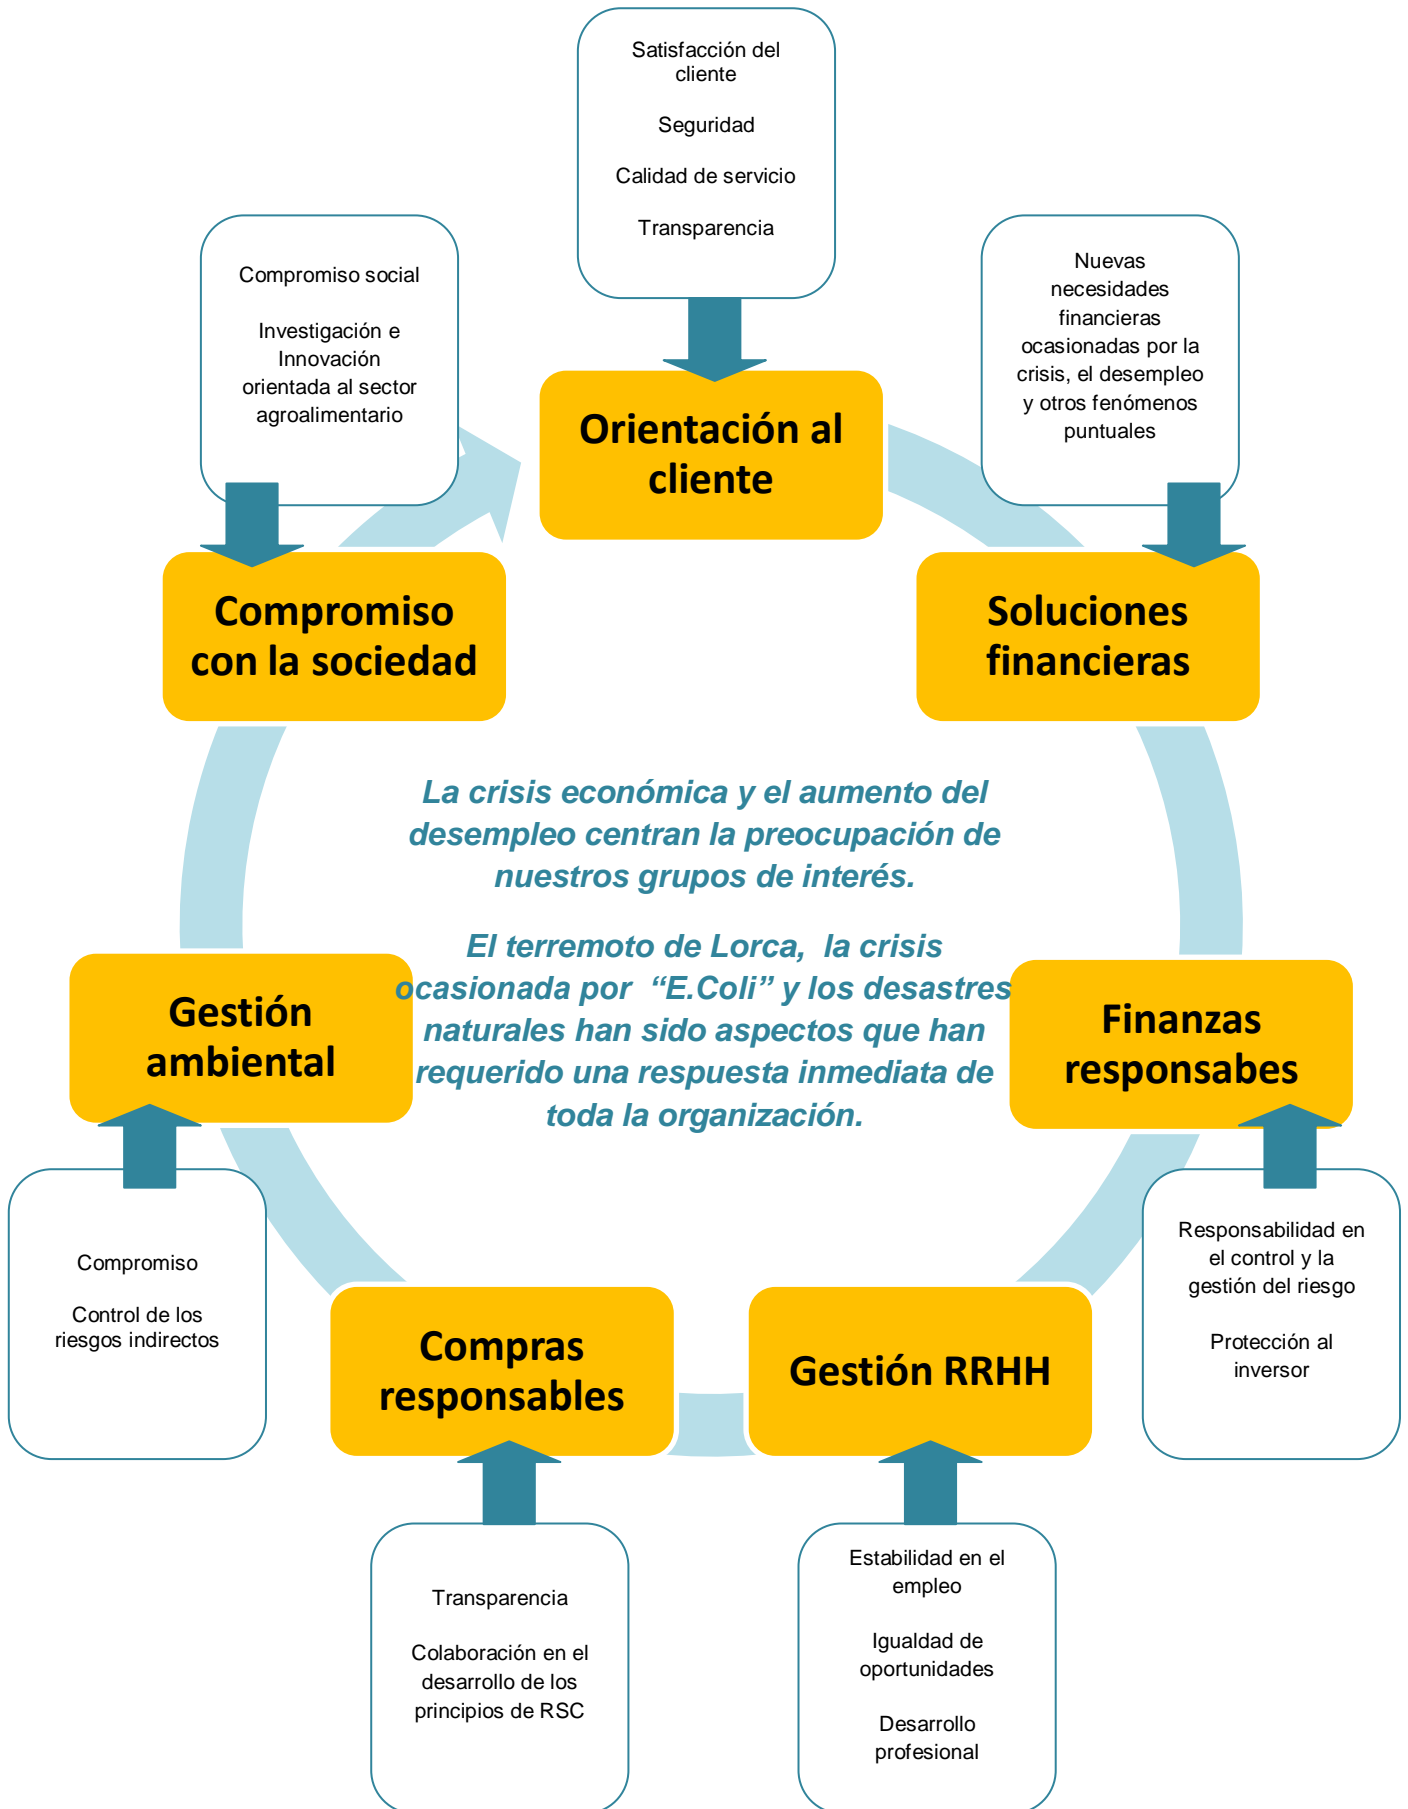 Satisfacción del
cliente
Seguridad
Calidad de servicio
Transparencia
Orientación al
cliente
Nuevas
necesidades
financieras
ocasionadas por la
crisis, el desempleo
y otros fenómenos
puntuales
Soluciones
financieras
Compromiso social
Investigación e
Innovación
orientada al sector
agroalimentario
Compromiso
con la sociedad
La crisis económica y el aumento del
desempleo centran la preocupación de
nuestros grupos de interés.
El terremoto de Lorca, la crisis
ocasionada por “E.Coli” y los desastres
naturales han sido aspectos que han
requerido una respuesta inmediata de
toda la organización.
Gestión
ambiental
Finanzas
responsabes
Compromiso
Control de los
riesgos indirectos
Responsabilidad en
el control y la
gestión del riesgo
Protección al
inversor
Compras
responsables
Gestión RRHH
Transparencia
Colaboración en el
desarrollo de los
principios de RSC
Estabilidad en el
empleo
Igualdad de
oportunidades
Desarrollo
profesional